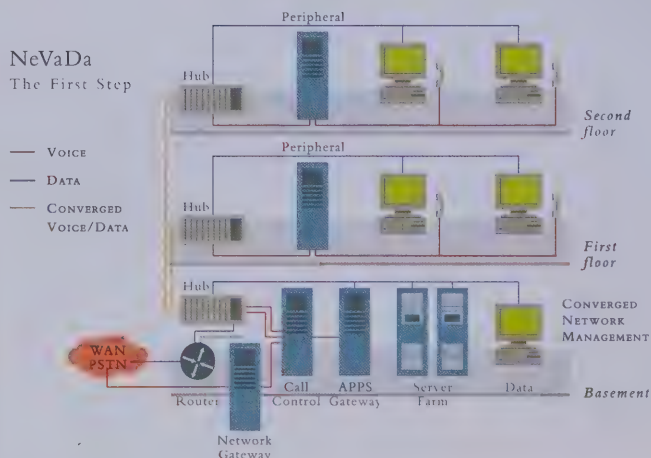 NeVaDa
The First Step
VOICE
DATA
CONVERGED
VOICE/DATA
Peripheral
Hub
Second
floor
Peripheral
Hub
First
floor
Hub
CONVERGED
NETWORK
MANAGEMENT
WAN
PSTN
Router
Call
Control
APPS
Gateway
Server
Farm
Data
Basement
Network
Gateway